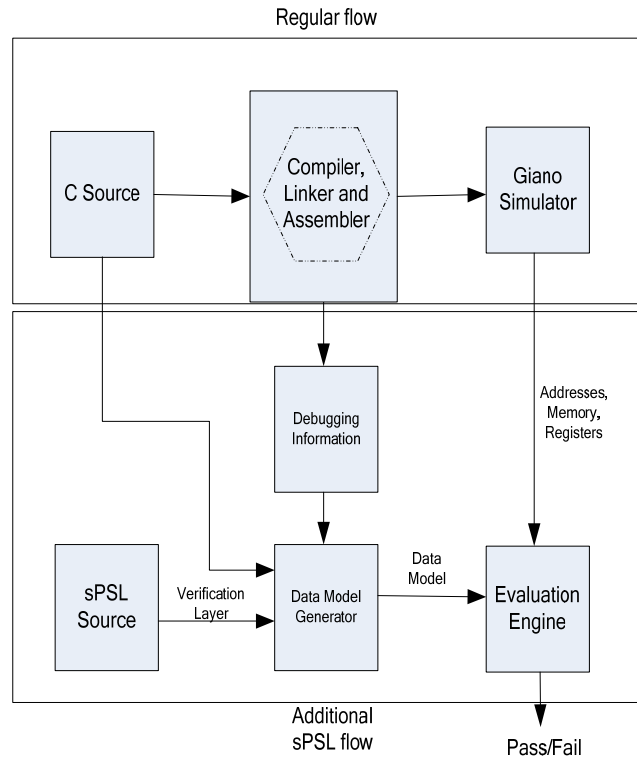 Regular flow
C Source
Compiler,
Linker and
Assembler
Giano
Simulator
Debugging
Information
Addresses,
Memory,
Registers
sPSL
Source
Verification
Layer
Data Model
Generator
Data
Model
Evaluation
Engine
Additional
sPSL flow
Pass/Fail